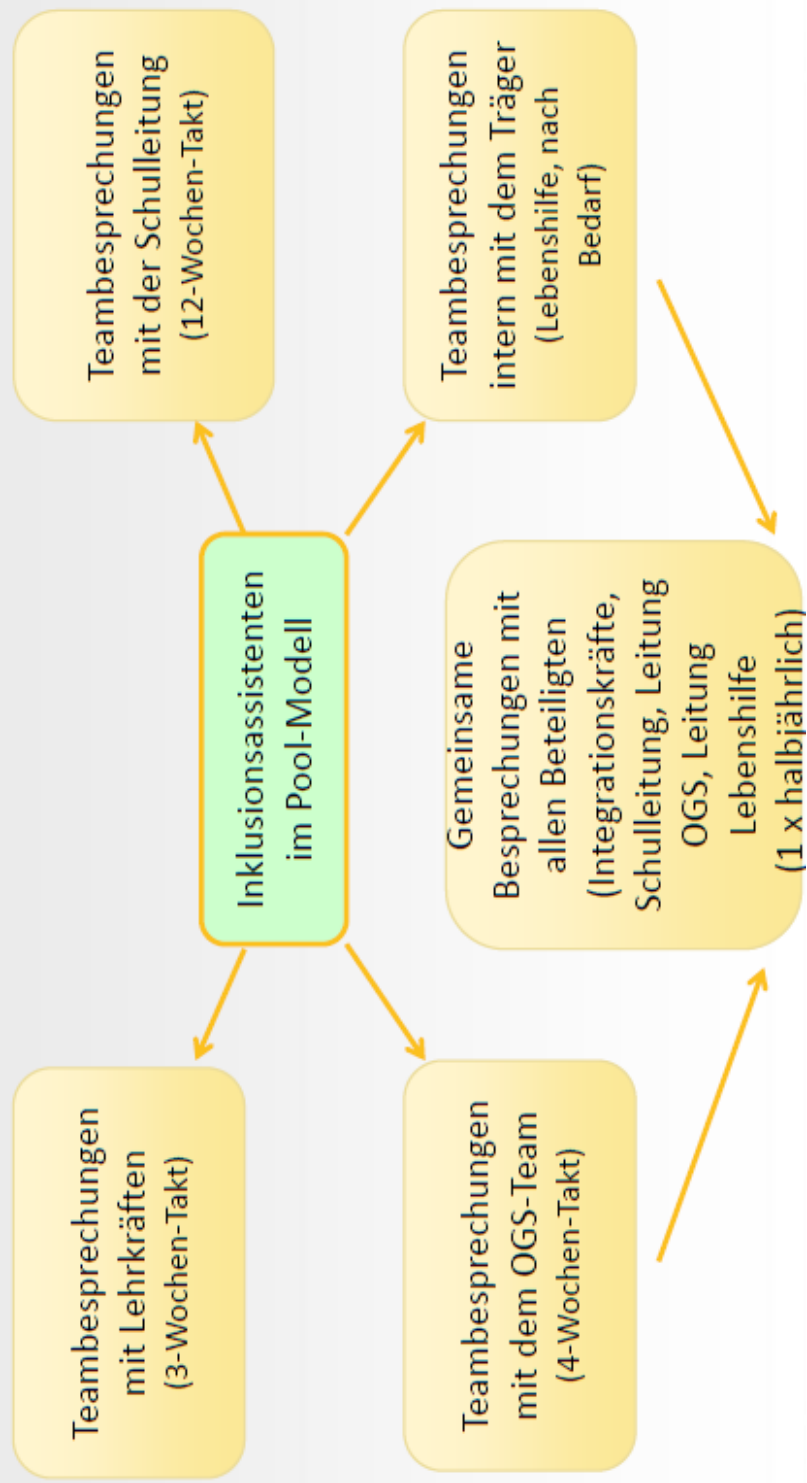 Teambesprechungen
mit Lehrkräften
(3-Wochen-Takt)
Teambesprechungen
mit der Schulleitung
(12-Wochen-Takt)
Inklusionsassistenten
im Pool-Modell
Teambesprechungen
mit dem OGS-Team
(4-Wochen-Takt)
Teambesprechungen
intern mit dem Träger
(Lebenshilfe, nach
Bedarf)
Gemeinsame
Besprechungen mit
allen Beteiligten
(Integrationskräfte,
Schulleitung, Leitung
OGS, Leitung
Lebenshilfe
(1 x halbjährlich)